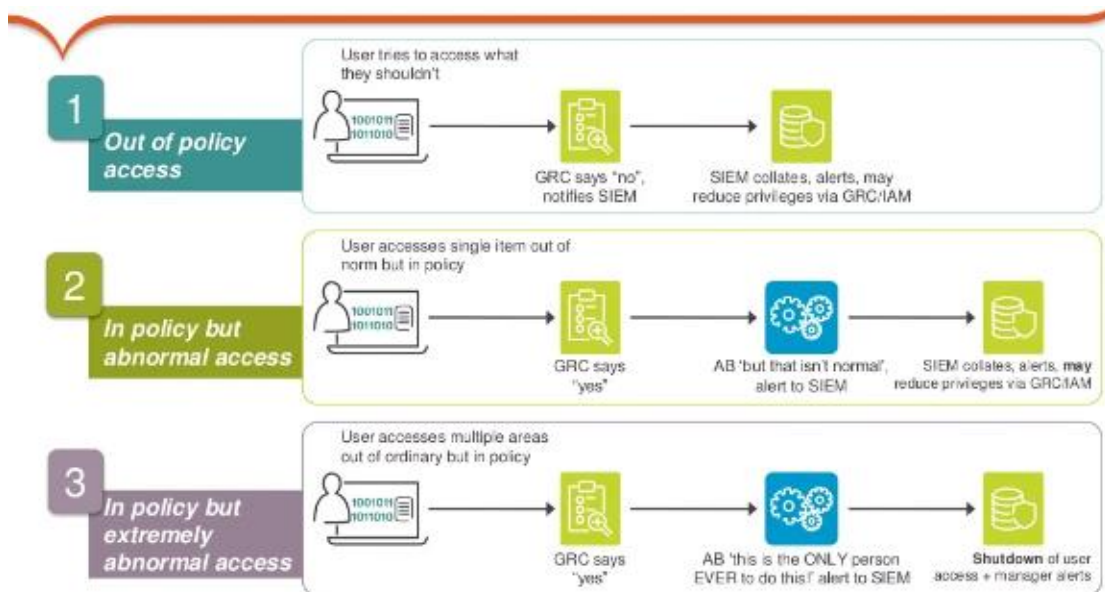 1
Out of policy
access
User tries to access what
they shouldn't
1001011
1011010
GRC says "no",
notifies SIEM
SIEM collates, alerts, may
reduce privileges via GRC/IAM
2
In policy but
abnormal access
User accesses single item out of
norm but in policy
1001011
1011010
GRC says
"yes"
AB 'but that isn't normal',
alert to SIEM
SIEM collates, alerts, may
reduce privileges via GRC/IAM
3
In policy but
extremely
abnormal access
User accesses multiple areas
out of ordinary but in policy
1001011
1011010
GRC says
"yes"
AB 'this is the ONLY person
EVER to do this!' alert to SIEM
Shutdown of user
access + manager alerts